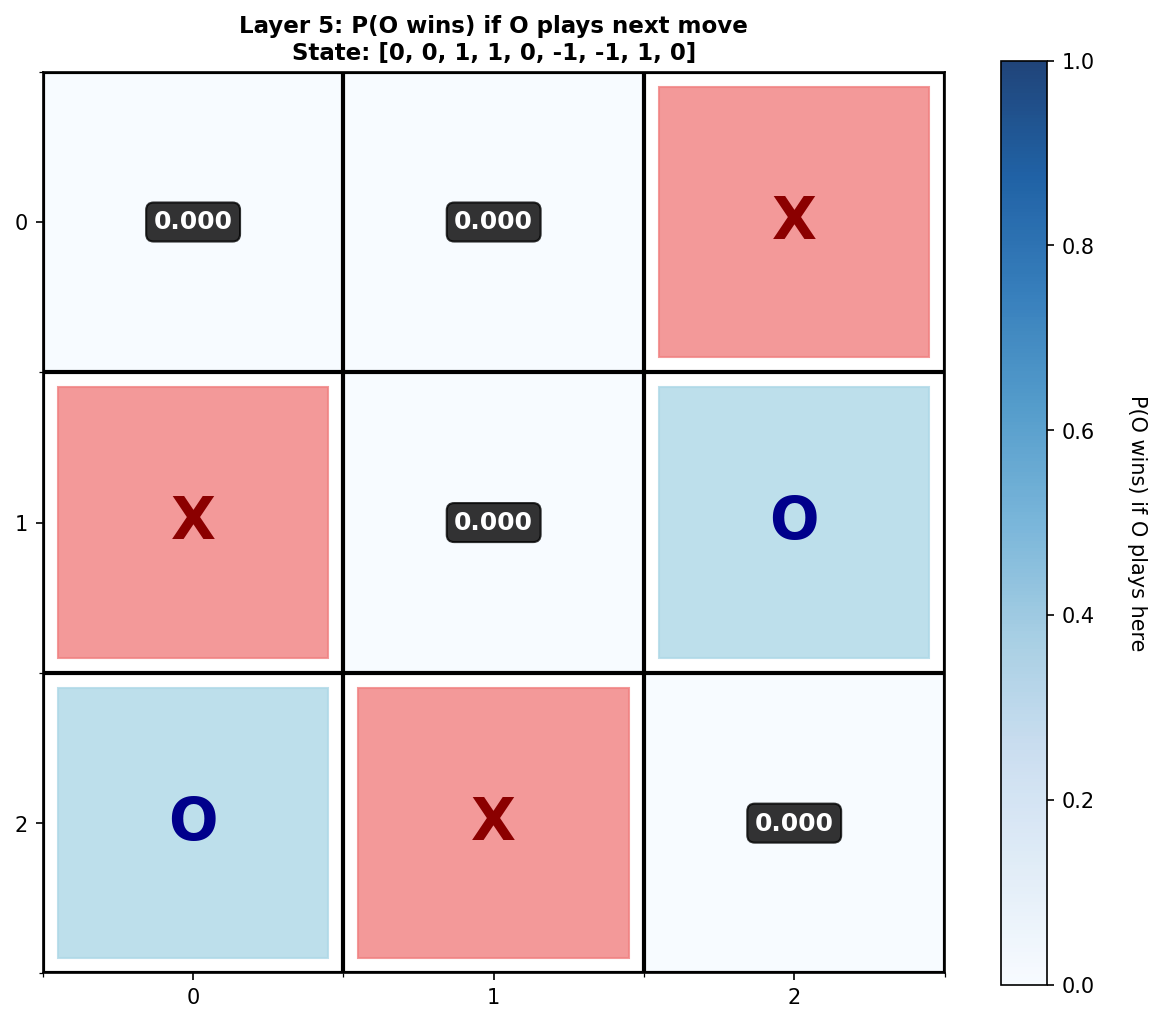 Layer 5: P(O wins) if O plays next move
State: [0, 0, 1, 1, 0, -1, -1, 1, 0]
0
0.000
0.000
X
1
X
0.000
O
2
O
X
0.000
0
1
2
1.0
0.8
0.6
0.4
0.2
0.0
P(O wins) if O plays here